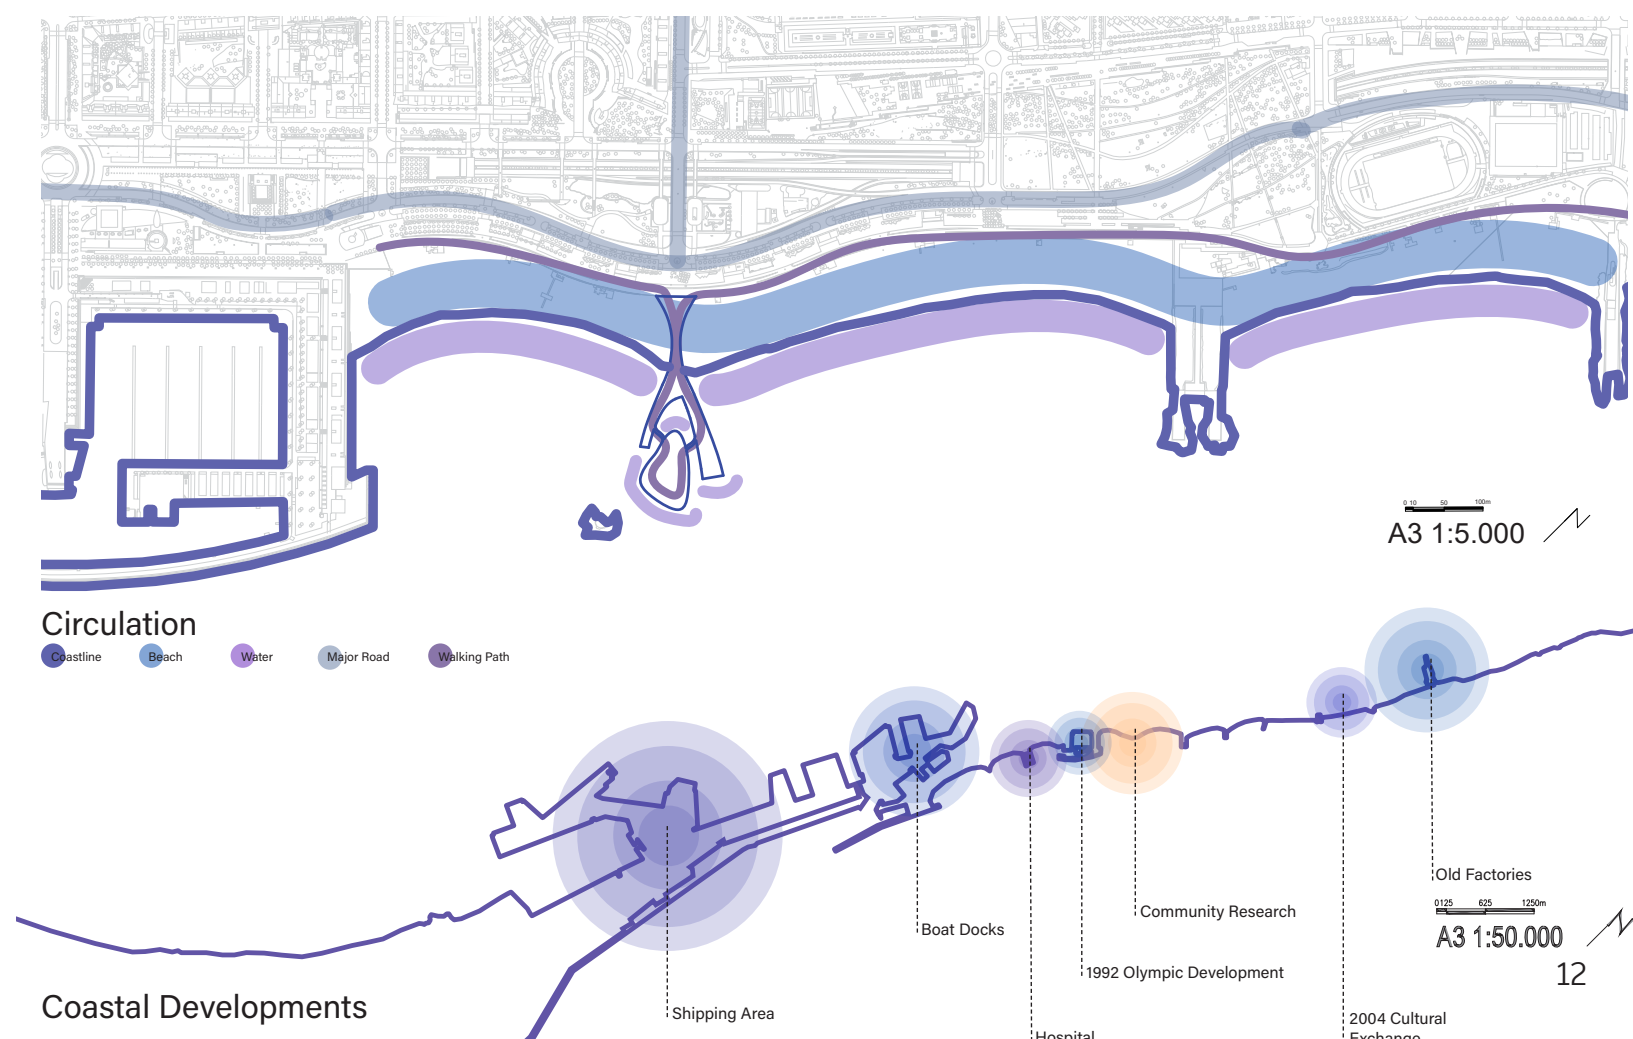 0 10 50 100m
A3 1:5.000
Circulation
Coastline Beach Water Major Road Walking Path
Old Factories
0125 625 1250m
Community Research
Boat Docks
A3 1:50.000
1992 Olympic Development
12
Coastal Developments
Shipping Area
2004 Cultural
Exchange
Hospital